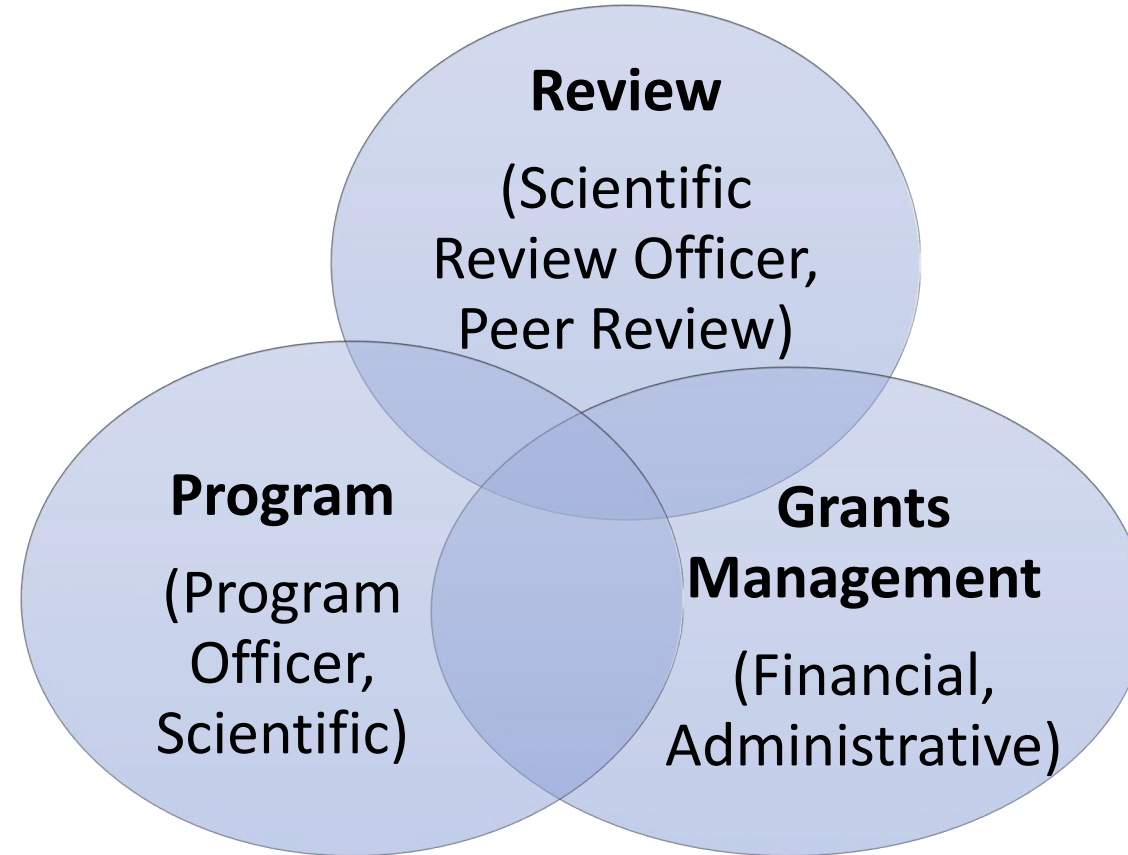 Review
(Scientific
Review Officer,
Peer Review)
Program
(Program
Officer,
Scientific)
Grants
Management
(Financial,
Administrative)